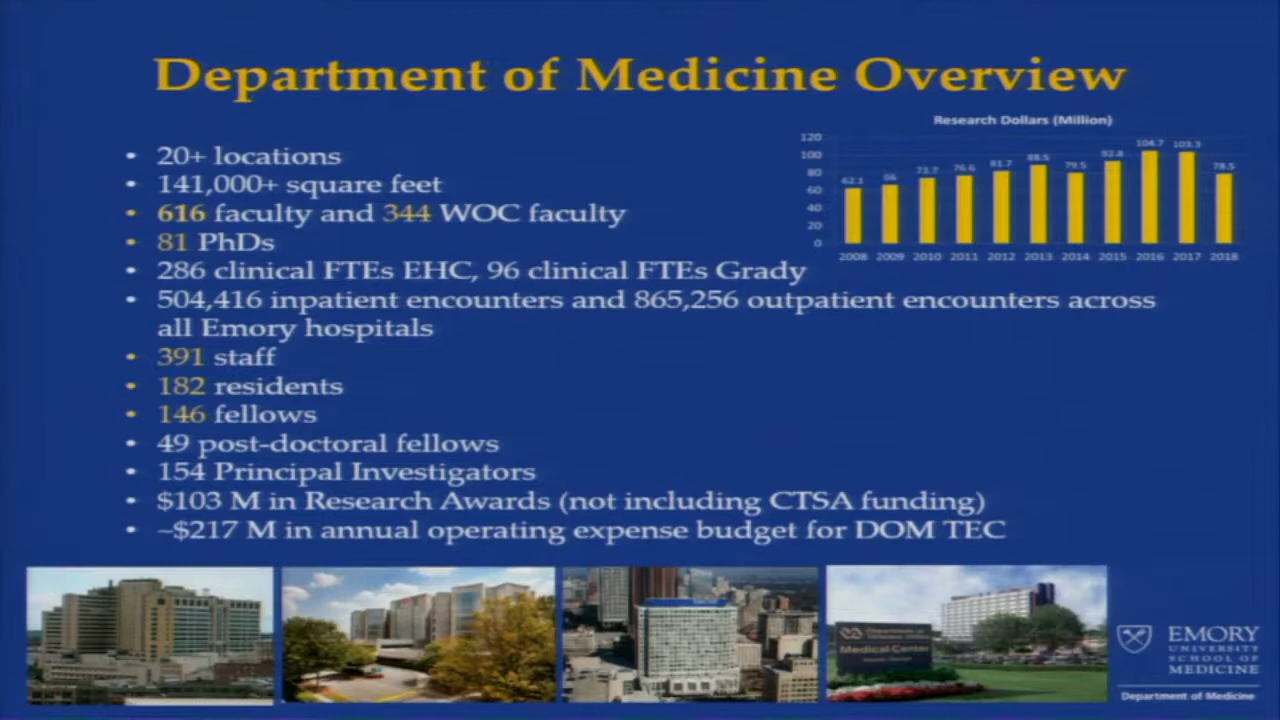 Department of Medicine Overview
Research Dollars (Million)
120
100
80
60
40
20
0
62.1
66
73.7
76.6
81.7
88.5
79.5
92.8
104.7
103.3
78.5
2008 2009 2010 2011 2012 2013 2014 2015 2016 2017 2018
• 20+ locations
• 141,000+ square feet
• 616 faculty and 344 WOC faculty
• 81 PhDs
• 286 clinical FTEs EHC, 96 clinical FTEs Grady
• 504,416 inpatient encounters and 865,256 outpatient encounters across
all Emory hospitals
• 391 staff
• 182 residents
• 146 fellows
• 49 post-doctoral fellows
• 154 Principal Investigators
• $103 M in Research Awards (not including CTSA funding)
• ~$217 M in annual operating expense budget for DOM TEC
Medical Center
EMORY
UNIVERSITY
SCHOOL OF
MEDICINE
Department of Medicine